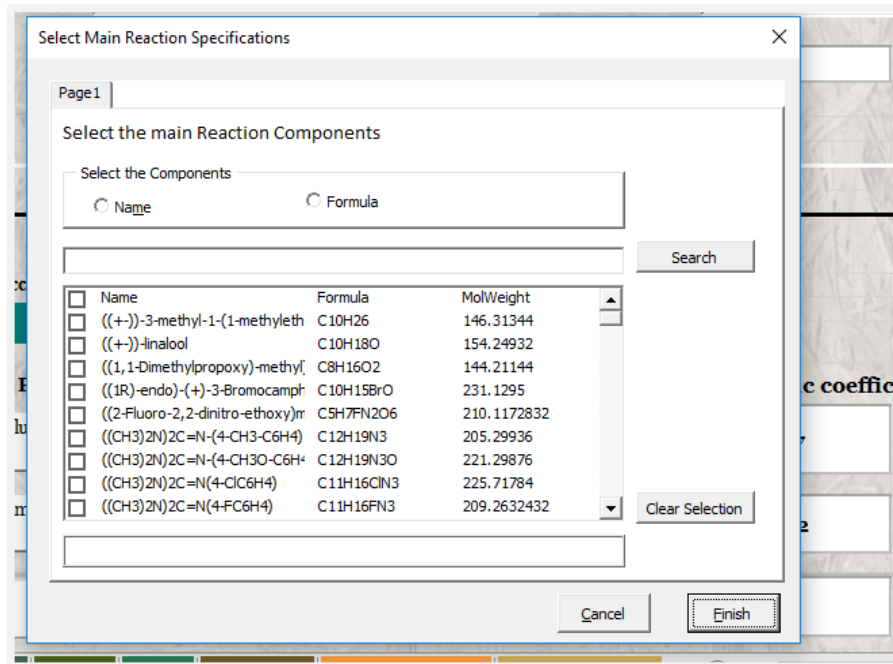 Select Main Reaction Specifications
Page1
Select the main Reaction Components
Select the Components
Name Formula
Search
Name Formula MolWeight
((+-))-3-methyl-1-(1-methyleth C10H26 146.31344
((+-))-linalool C10H18O 154.24932
((1,1-Dimethylpropoxy)-methyl) C8H16O2 144.21144
((1R)-endo)-(+)-3-Bromocamph C10H15BrO 231.1295
((2-Fluoro-2,2-dinitro-ethoxy)m C5H7FN2O6 210.1172832
((CH3)2N)2C=N-(4-CH3-C6H4) C12H19N3 205.29936
((CH3)2N)2C=N-(4-CH3O-C6H4 C12H19N3O 221.29876
((CH3)2N)2C=N(4-ClC6H4) C11H16ClN3 225.71784
((CH3)2N)2C=N(4-FC6H4) C11H16FN3 209.2632432
Clear Selection
Cancel Finish
c coeffic
lu
2